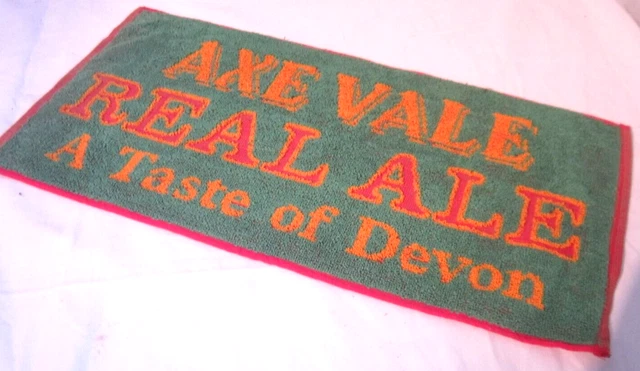 AXE VALE
REAL ALE
A Taste of Devon